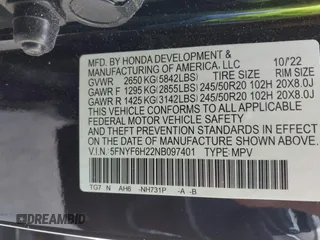 MFD. BY HONDA DEVELOPMENT &
MANUFACTURING OF AMERICA, LLC 10/'22
GVWR 2650 KG (5842LBS) TIRE SIZE RIM SIZE
GAWR F 1295 KG (2855LBS) 245/50R20 102H 20X8.0J
GAWR R 1425 KG (3142LBS) 245/50R20 102H 20X8.0J
THIS VEHICLE CONFORMS TO ALL APPLICABLE
FEDERAL MOTOR VEHICLE SAFETY AND
THEFT PREVENTION STANDARDS IN EFFECT ON
THE DATE OF MANUFACTURE SHOWN ABOVE.
V.I.N.: 5FNYF6H22NB097401 TYPE: MPV
TG7 N AH6 -NH731P -A -B
DREAMBID